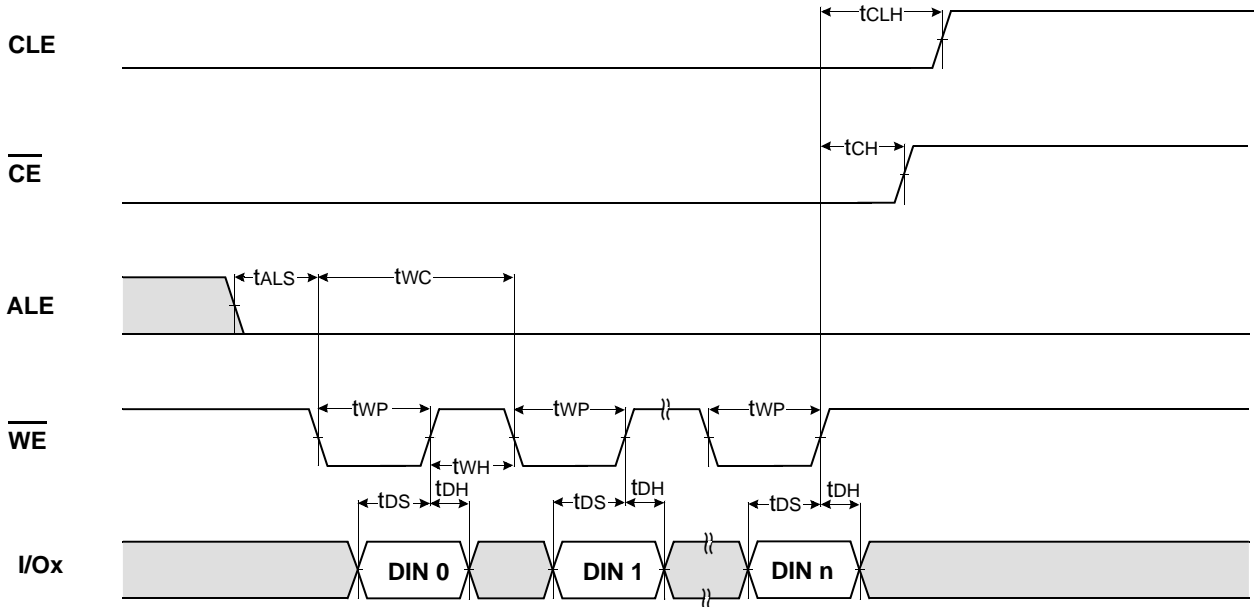 tCLH
CLE
tCH
CE
tALS
tWC
ALE
tWP
tWP
tWP
WE
tWH
tDS
tDH
tDS
tDH
tDS
tDH
I/Ox
DIN 0
DIN 1
DIN n